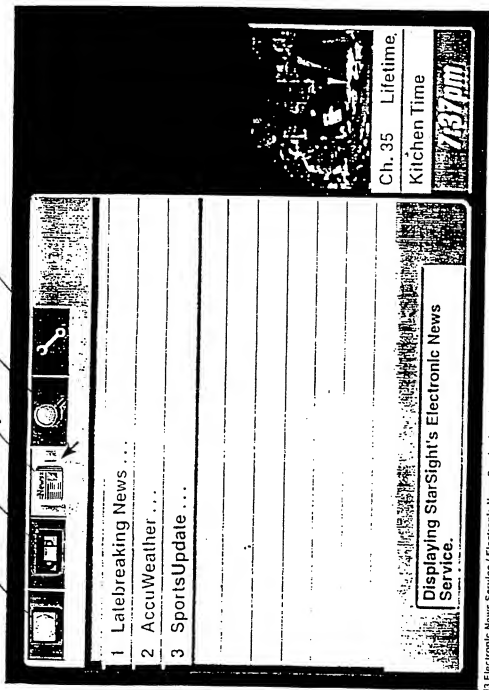 News
1 Latebreaking News ...
2 AccuWeather ...
3 SportsUpdate ...
Ch. 35 Lifetime,
Kitchen Time
7:37pm
Displaying StarSight's Electronic News
Service.
3 Electronic News Service